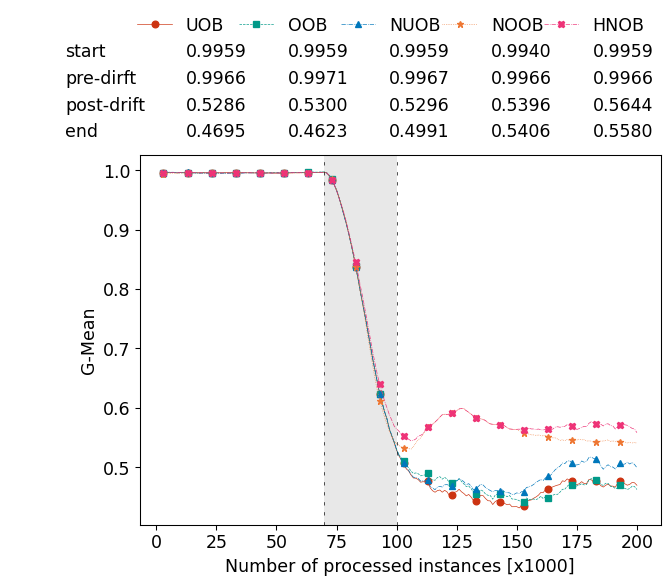 UOB OOB NUOB NOOB HNOB
start 0.9959 0.9959 0.9959 0.9940 0.9959
pre-dirft 0.9966 0.9971 0.9967 0.9966 0.9966
post-drift 0.5286 0.5300 0.5296 0.5396 0.5644
end 0.4695 0.4623 0.4991 0.5406 0.5580
1.0
0.9
0.8
0.7
0.6
0.5
G-Mean
0 25 50 75 100 125 150 175 200
Number of processed instances [x1000]